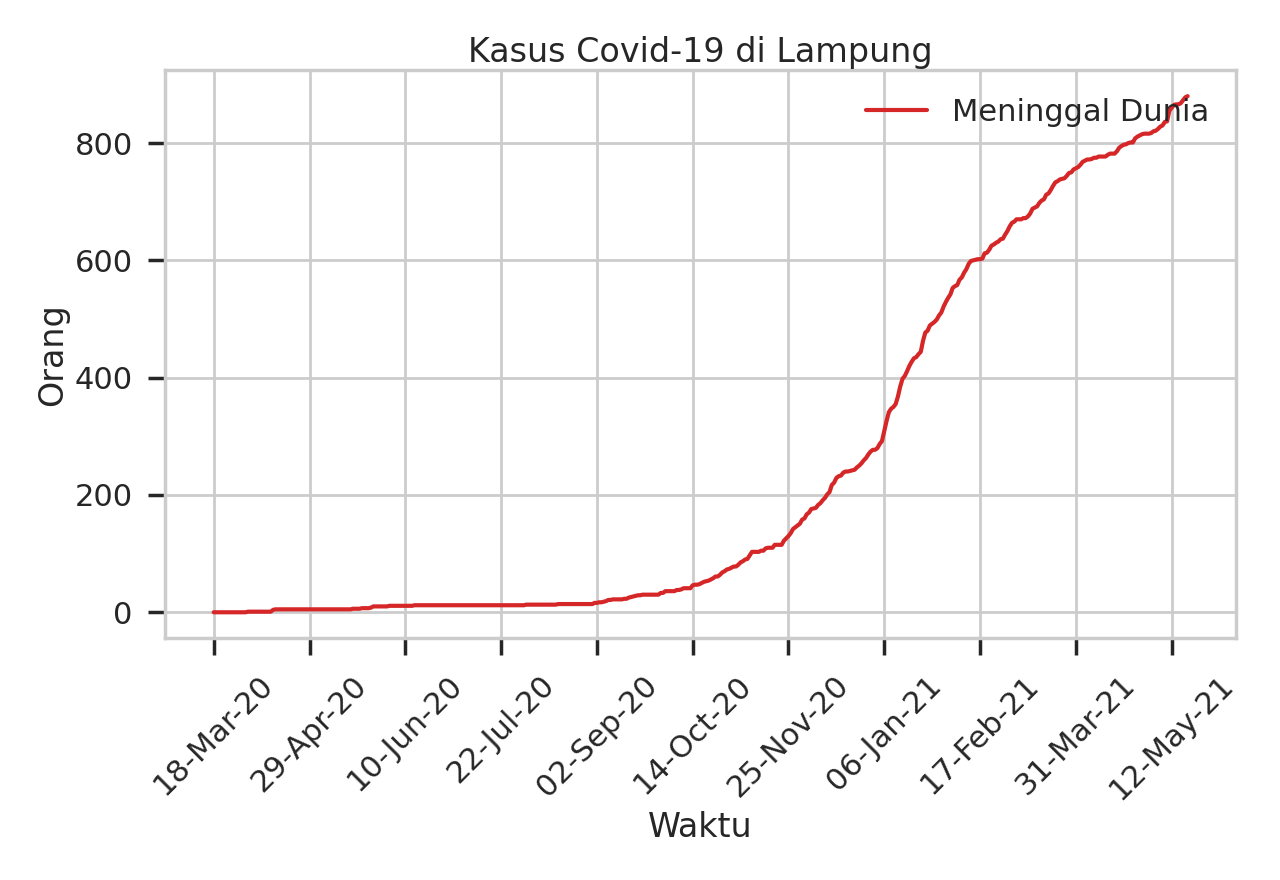 Kasus Covid-19 di Lampung
Meninggal Dunia
Orang
800
600
400
200
0
18-Mar-20
29-Apr-20
10-Jun-20
22-Jul-20
02-Sep-20
14-Oct-20
25-Nov-20
06-Jan-21
17-Feb-21
31-Mar-21
12-May-21
Waktu